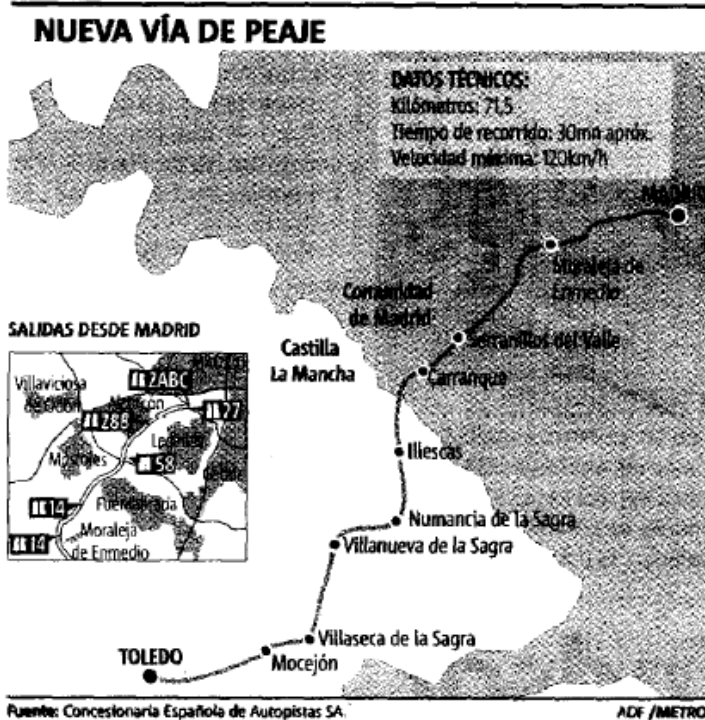 NUEVA VÍA DE PEAJE
DATOS TÉCNICOS:
Kilómetros: 71,5
Tiempo de recorrido: 30mn aprox.
Velocidad mínima: 120km/h
MADRID
Moraleja de
Enmedio
Comunidad
de Madrid
Serranillos del Valle
Castilla
La Mancha
Carranque
Illescas
Numancia de la Sagra
Villanueva de la Sagra
Villaseca de la Sagra
Mocejón
TOLEDO
SALIDAS DESDE MADRID
Villaviciosa
de Odón
2ABC
Alcorcón
28B
27
Leganés
Móstoles
58
Fuenlabrada
14
Moraleja
de Enmedio
14
Fuente: Concesionaria Española de Autopistas SA.
ADF /METRO